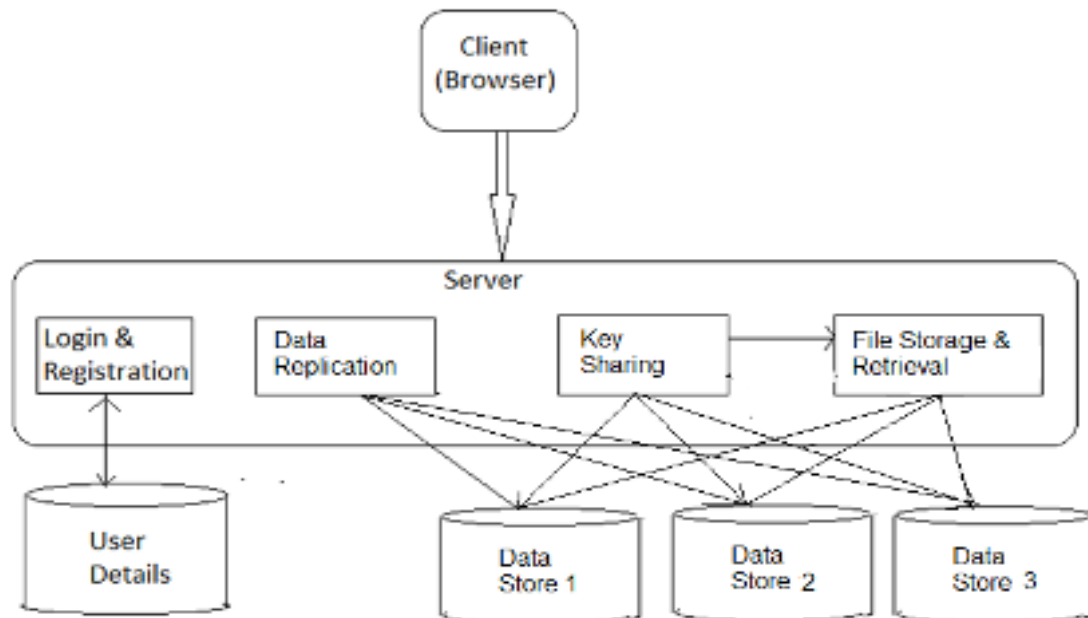 Client
(Browser)
Server
Login &
Registration
Data
Replication
Key
Sharing
File Storage &
Retrieval
User
Details
Data
Store 1
Data
Store 2
Data
Store 3